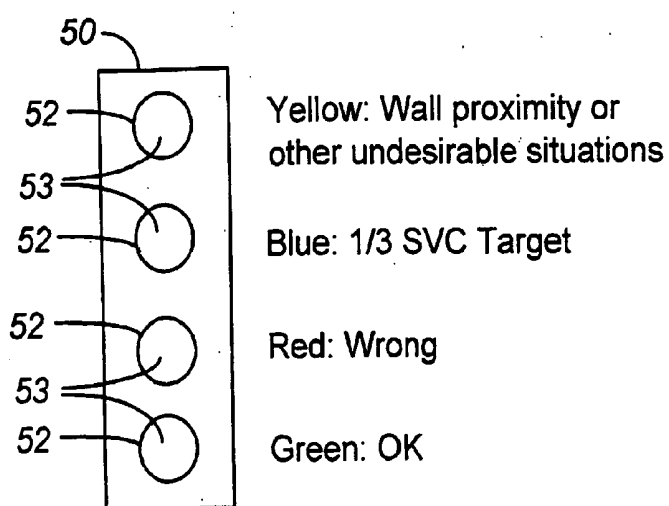 50
52
Yellow: Wall proximity or
other undesirable situations
53
52
Blue: 1/3 SVC Target
52
Red: Wrong
53
52
Green: OK